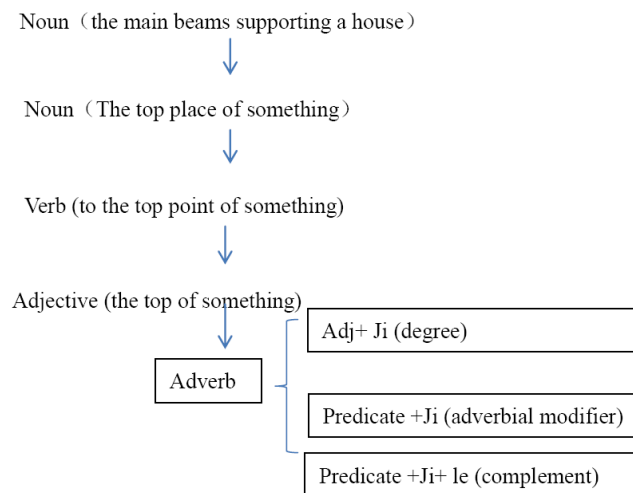 Noun（the main beams supporting a house）
Noun（The top place of something）
Verb (to the top point of something)
Adjective (the top of something)
Adj+ Ji (degree)
Adverb
Predicate +Ji (adverbial modifier)
Predicate +Ji+ le (complement)